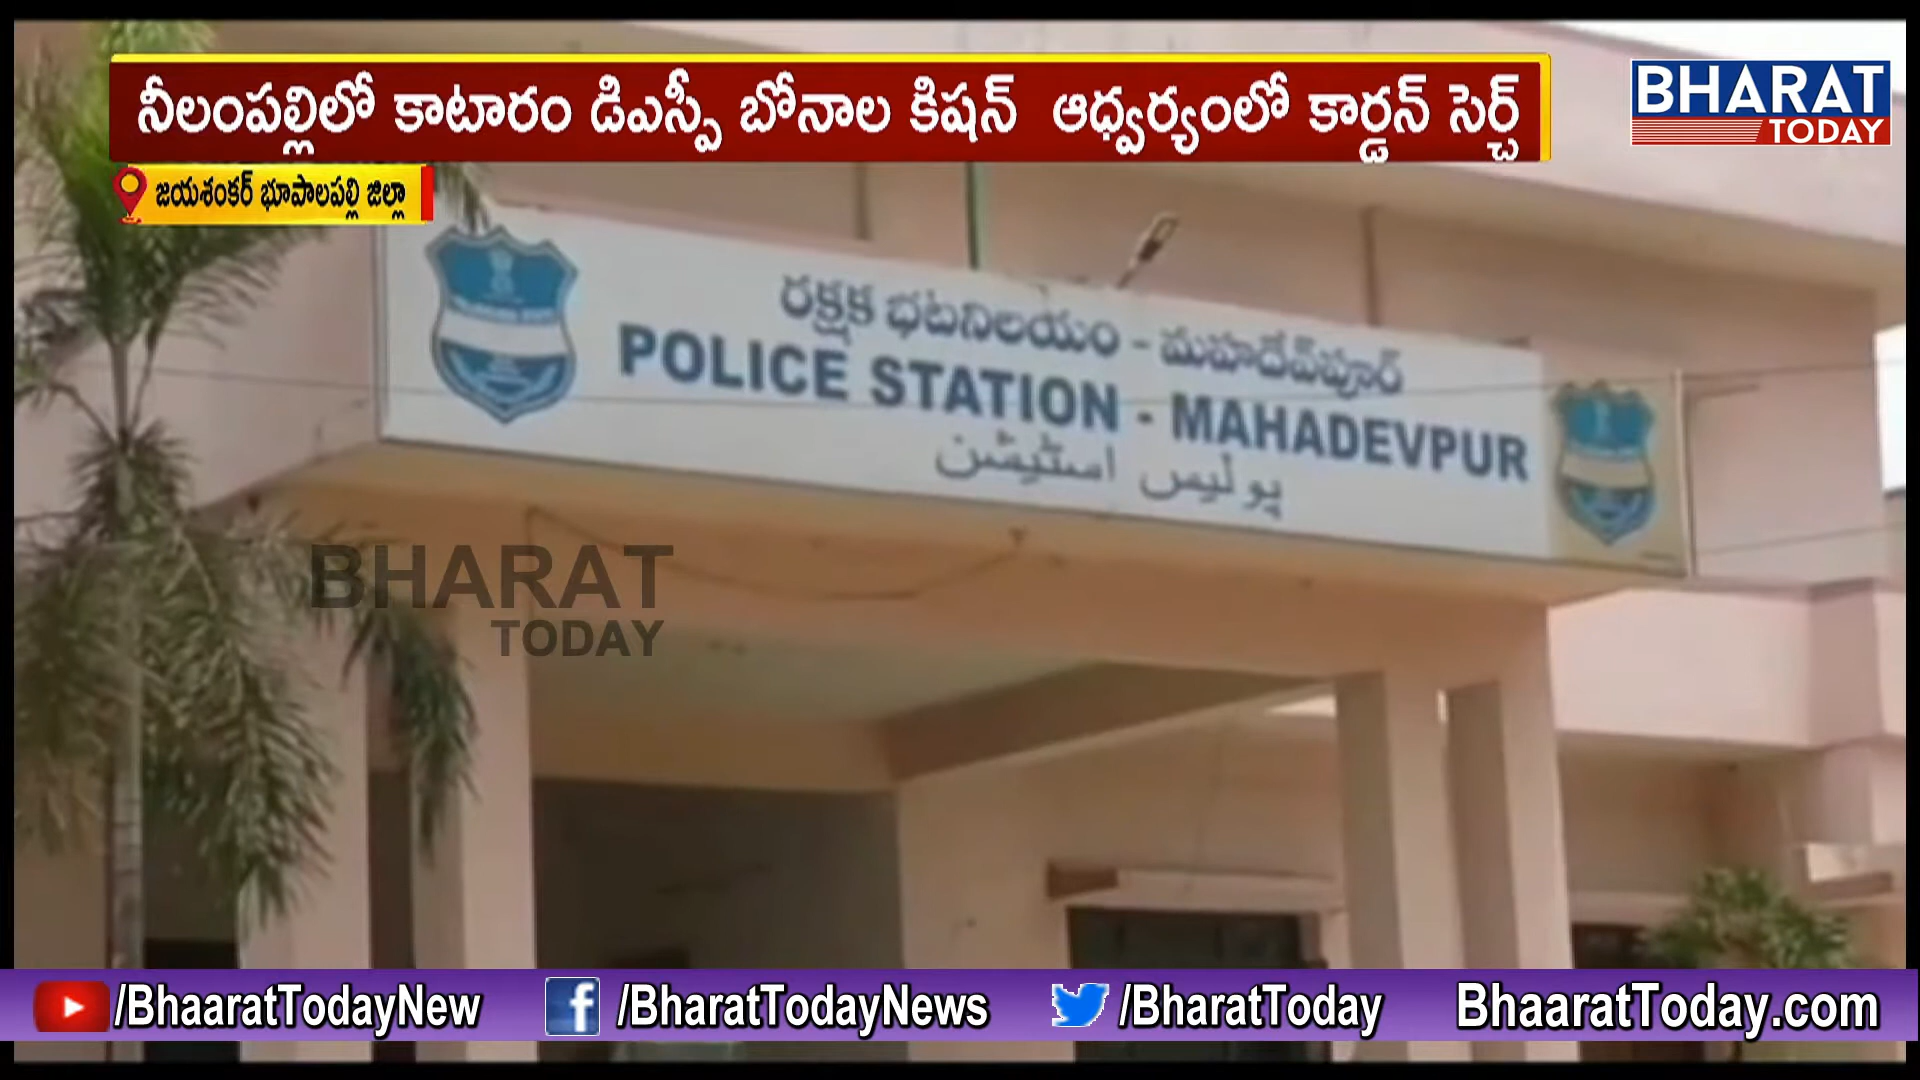 నీలంపల్లిలో కాటారం డిఎస్పీ బోనాల కిషన్ ఆధ్వర్యంలో కార్డన్ సెర్చ్
BHARAT
TODAY
జయశంకర్ భూపాలపల్లి జిల్లా
రక్షక భటనిలయం - మహదేవ్‌పూర్
POLICE STATION - MAHADEVPUR
پولیس اسٹیشن
BHARAT
TODAY
/BhaaratTodayNew /BharatTodayNews /BharatToday BhaaratToday.com